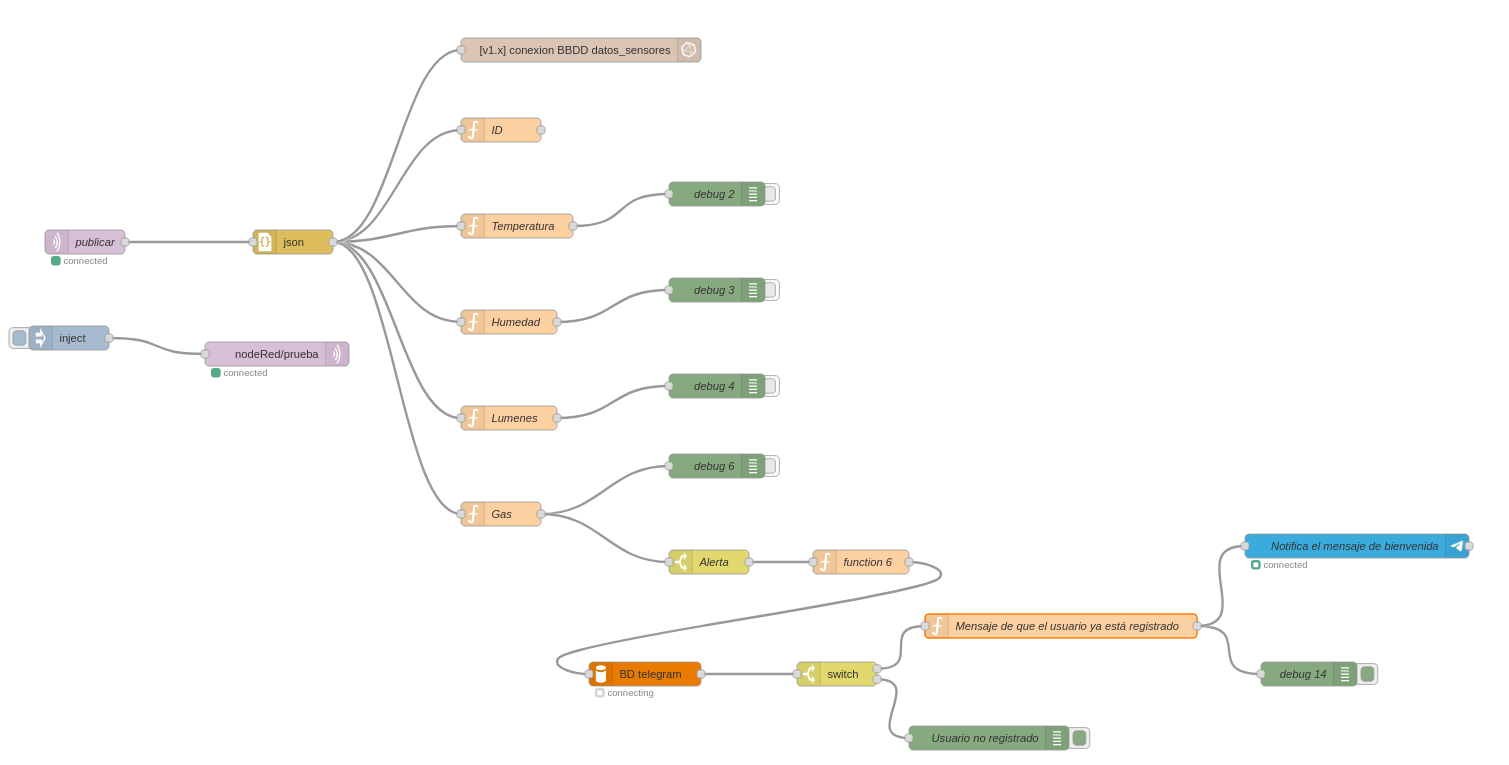 [v1.x] conexion BBDD datos_sensores
ID
debug 2
Temperatura
publicar
connected
json
debug 3
Humedad
inject
nodeRed/prueba
connected
debug 4
Lumenes
debug 6
Gas
Alerta
function 6
Notifica el mensaje de bienvenida
connected
Mensaje de que el usuario ya está registrado
BD telegram
connecting
switch
debug 14
Usuario no registrado